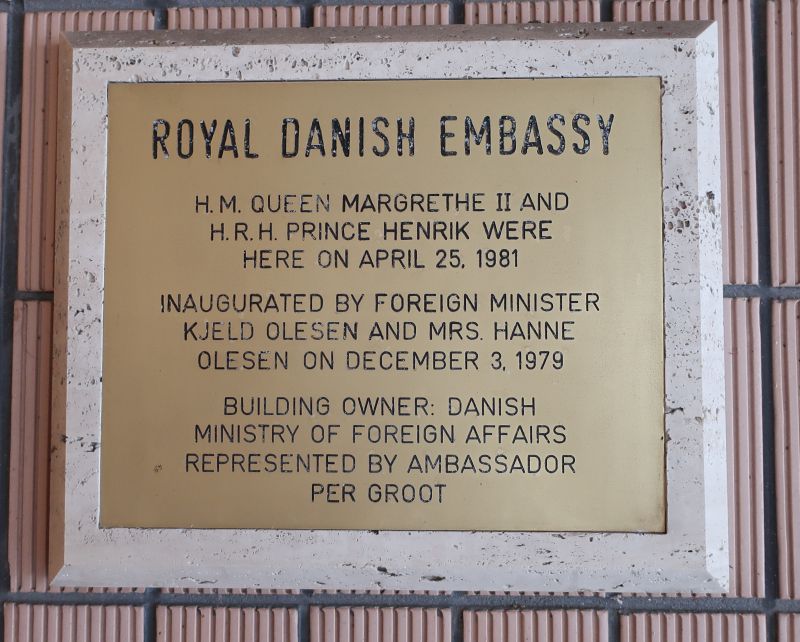 ROYAL DANISH EMBASSY
H.M. QUEEN MARGRETHE II AND
H.R.H. PRINCE HENRIK WERE
HERE ON APRIL 25, 1981
INAUGURATED BY FOREIGN MINISTER
KJELD OLESEN AND MRS. HANNE
OLESEN ON DECEMBER 3, 1979
BUILDING OWNER: DANISH
MINISTRY OF FOREIGN AFFAIRS
REPRESENTED BY AMBASSADOR
PER GROOT